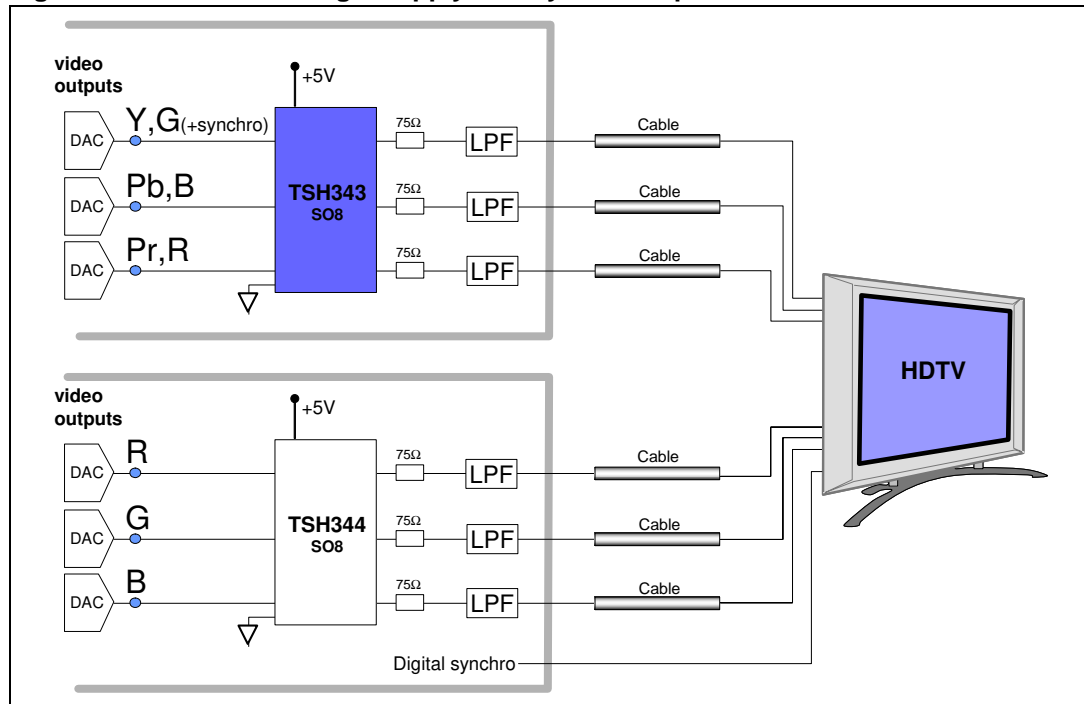 video
outputs
+5V
DAC
Y,G(+synchro)
75Ω
LPF
Cable
DAC
Pb,B
TSH343
SO8
75Ω
LPF
Cable
DAC
Pr,R
75Ω
LPF
Cable
HDTV
video
outputs
+5V
DAC
R
75Ω
LPF
Cable
DAC
G
TSH344
SO8
75Ω
LPF
Cable
DAC
B
75Ω
LPF
Cable
Digital synchro